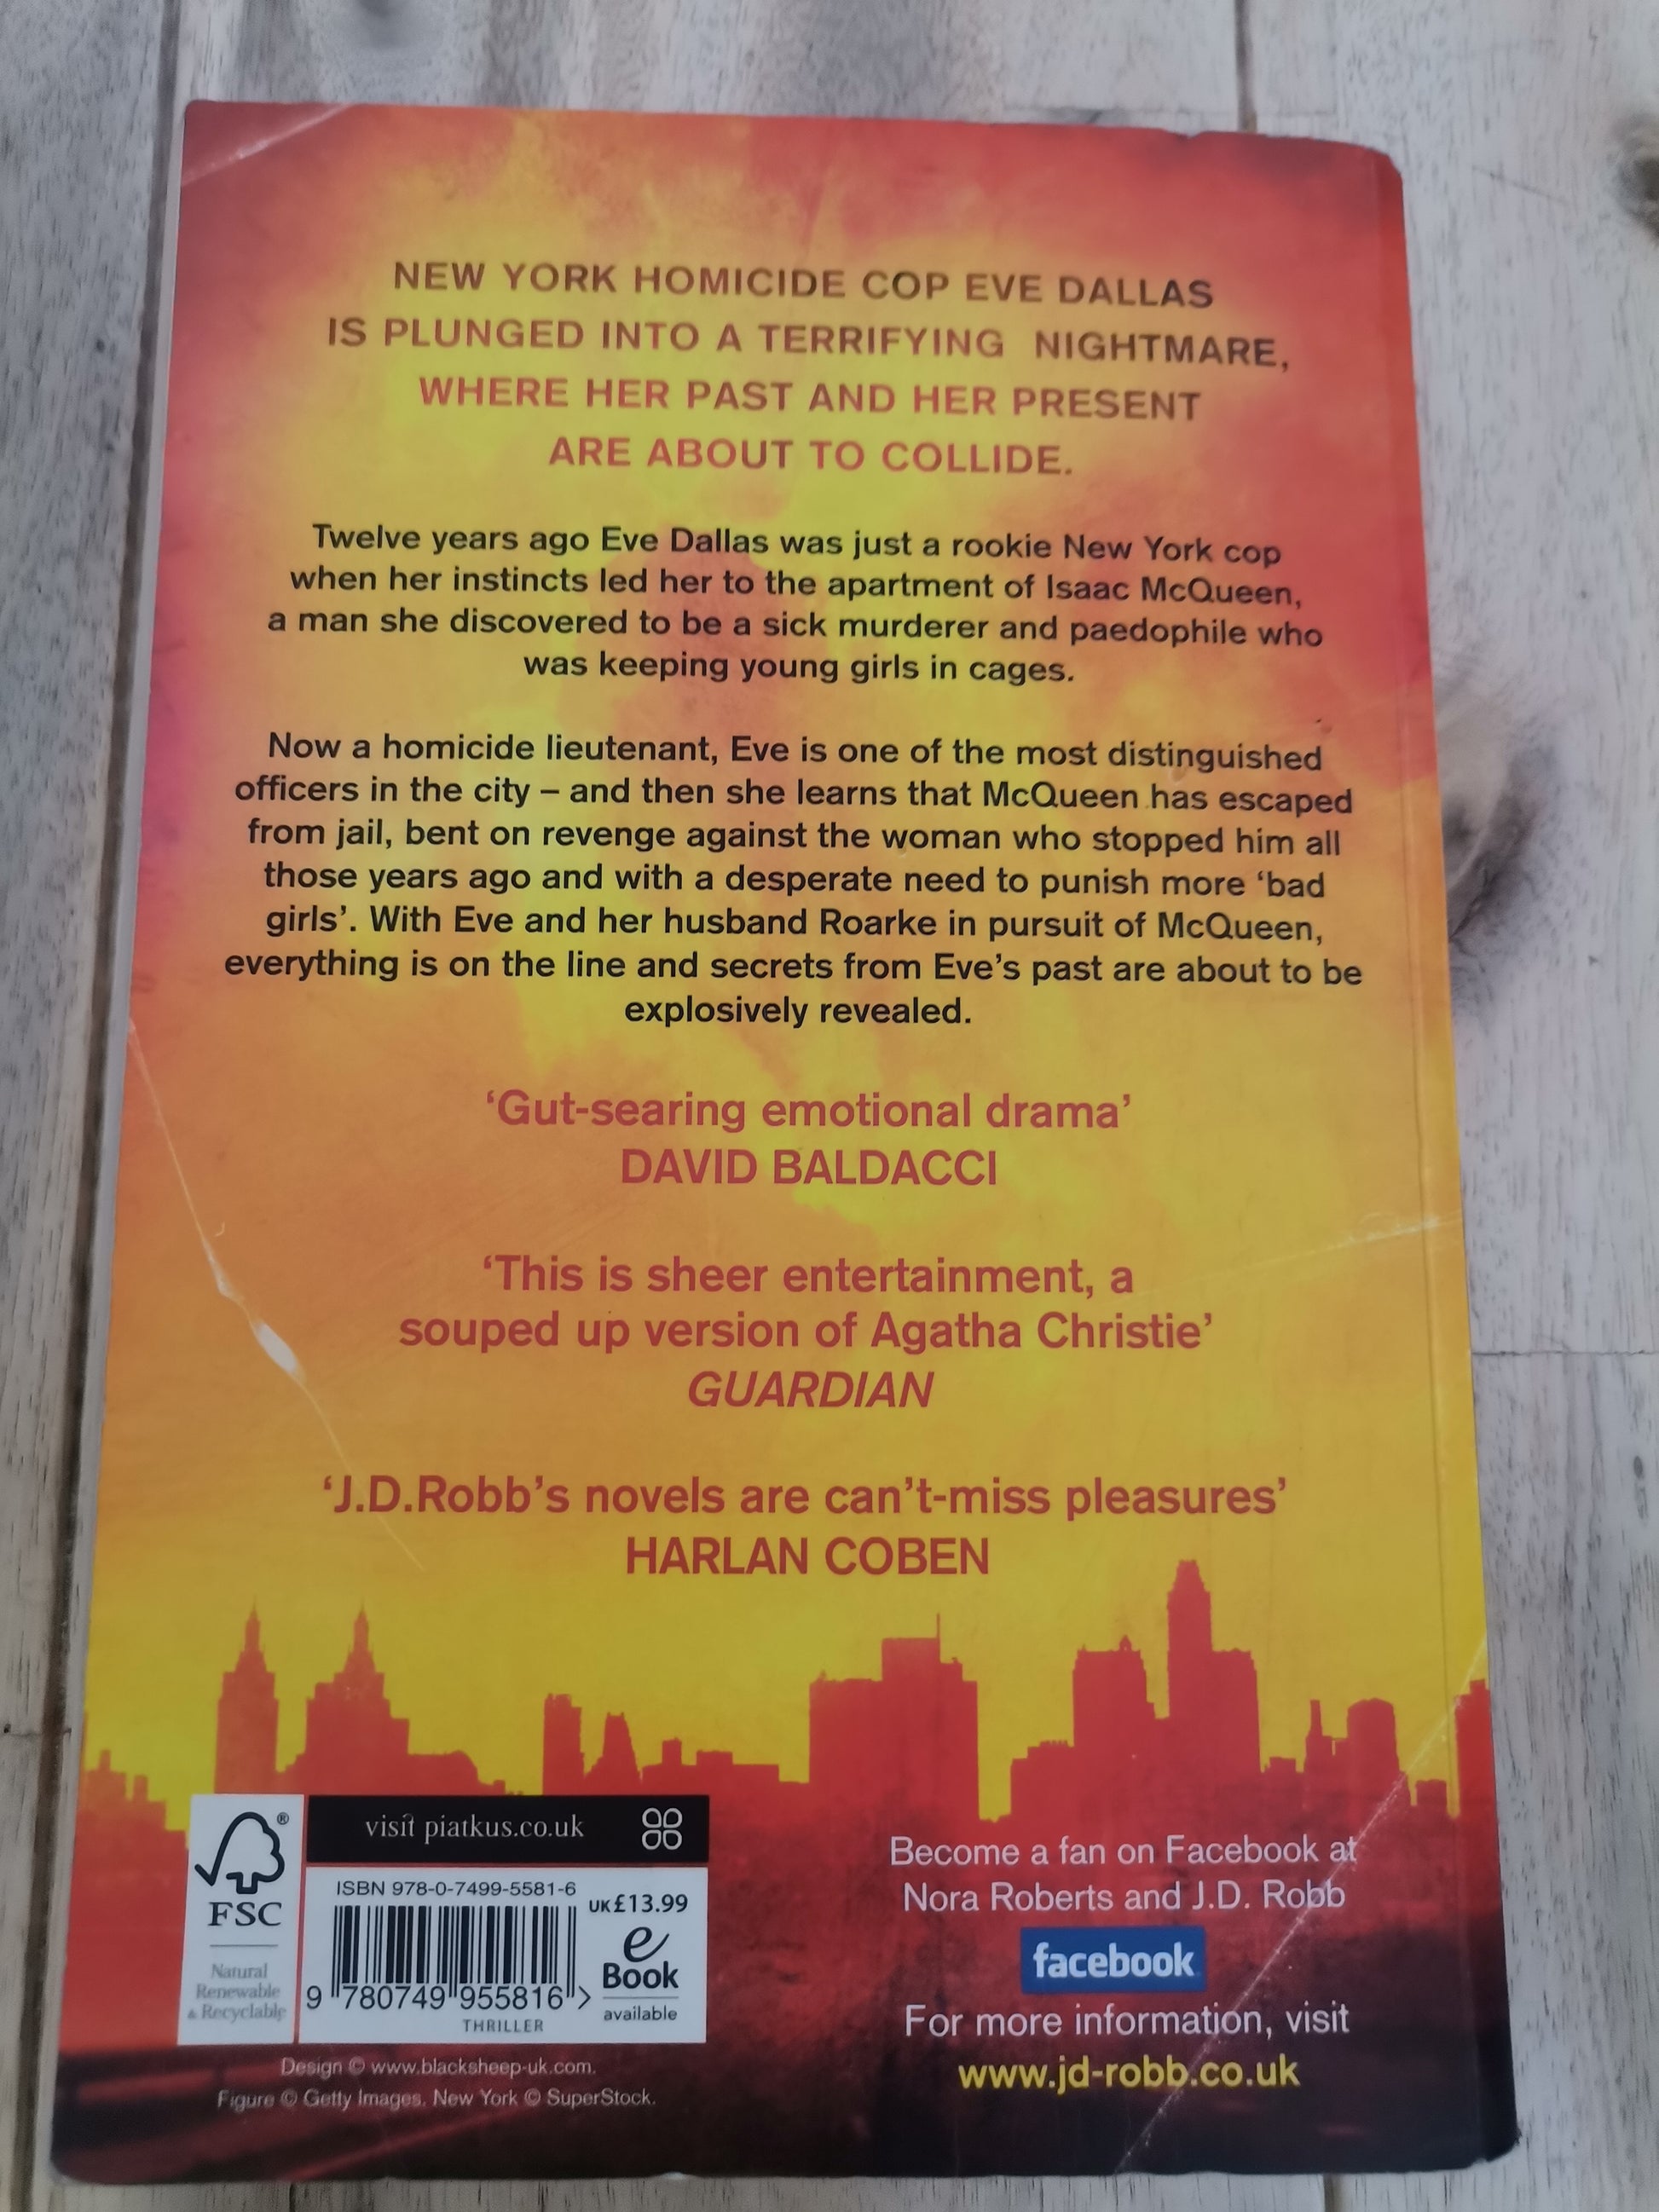 NEW YORK HOMICIDE COP EVE DALLAS
IS PLUNGED INTO A TERRIFYING NIGHTMARE,
WHERE HER PAST AND HER PRESENT
ARE ABOUT TO COLLIDE.
Twelve years ago Eve Dallas was just a rookie New York cop
when her instincts led her to the apartment of Isaac McQueen,
a man she discovered to be a sick murderer and paedophile who
was keeping young girls in cages.
Now a homicide lieutenant, Eve is one of the most distinguished
officers in the city – and then she learns that McQueen has escaped
from jail, bent on revenge against the woman who stopped him all
those years ago and with a desperate need to punish more ‘bad
girls’. With Eve and her husband Roarke in pursuit of McQueen,
everything is on the line and secrets from Eve’s past are about to be
explosively revealed.
‘Gut-searing emotional drama’
DAVID BALDACCI
‘This is sheer entertainment, a
souped up version of Agatha Christie’
GUARDIAN
‘J.D.Robb’s novels are can’t-miss pleasures’
HARLAN COBEN
FSC ®
Natural
Renewable
& Recyclable
visit piatkus.co.uk
ISBN 978-0-7499-5581-6
UK£13.99
9 780749 955816 >
THRILLER
e
Book
available
Design © www.blacksheep-uk.com.
Figure © Getty Images. New York © SuperStock.
Become a fan on Facebook at
Nora Roberts and J.D. Robb
facebook
For more information, visit
www.jd-robb.co.uk